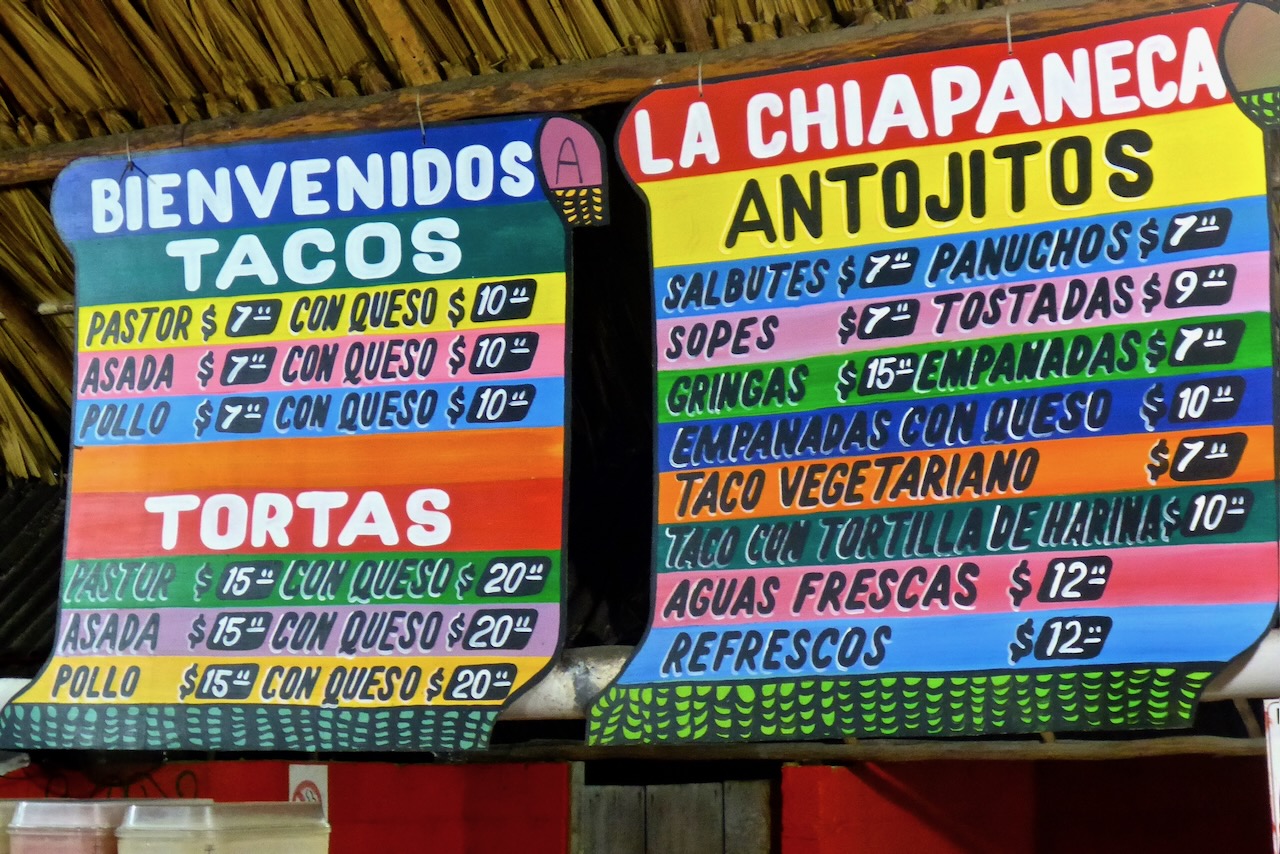 BIENVENIDOS A
TACOS
PASTOR $ 7.00 CON QUESO $ 10.00
ASADA $ 7.00 CON QUESO $ 10.00
POLLO $ 7.00 CON QUESO $ 10.00
TORTAS
PASTOR $ 15.00 CON QUESO $ 20.00
ASADA $ 15.00 CON QUESO $ 20.00
POLLO $ 15.00 CON QUESO $ 20.00
LA CHIAPANECA
ANTOJITOS
SALBUTES $ 7.00 PANUCHOS $ 7.00
SOPES $ 7.00 TOSTADAS $ 9.00
GRINGAS $ 15.00 EMPANADAS $ 7.00
EMPANADAS CON QUESO $ 10.00
TACO VEGETARIANO $ 7.00
TACO CON TORTILLA DE HARINA $ 10.00
AGUAS FRESCAS $ 12.00
REFRESCOS $ 12.00